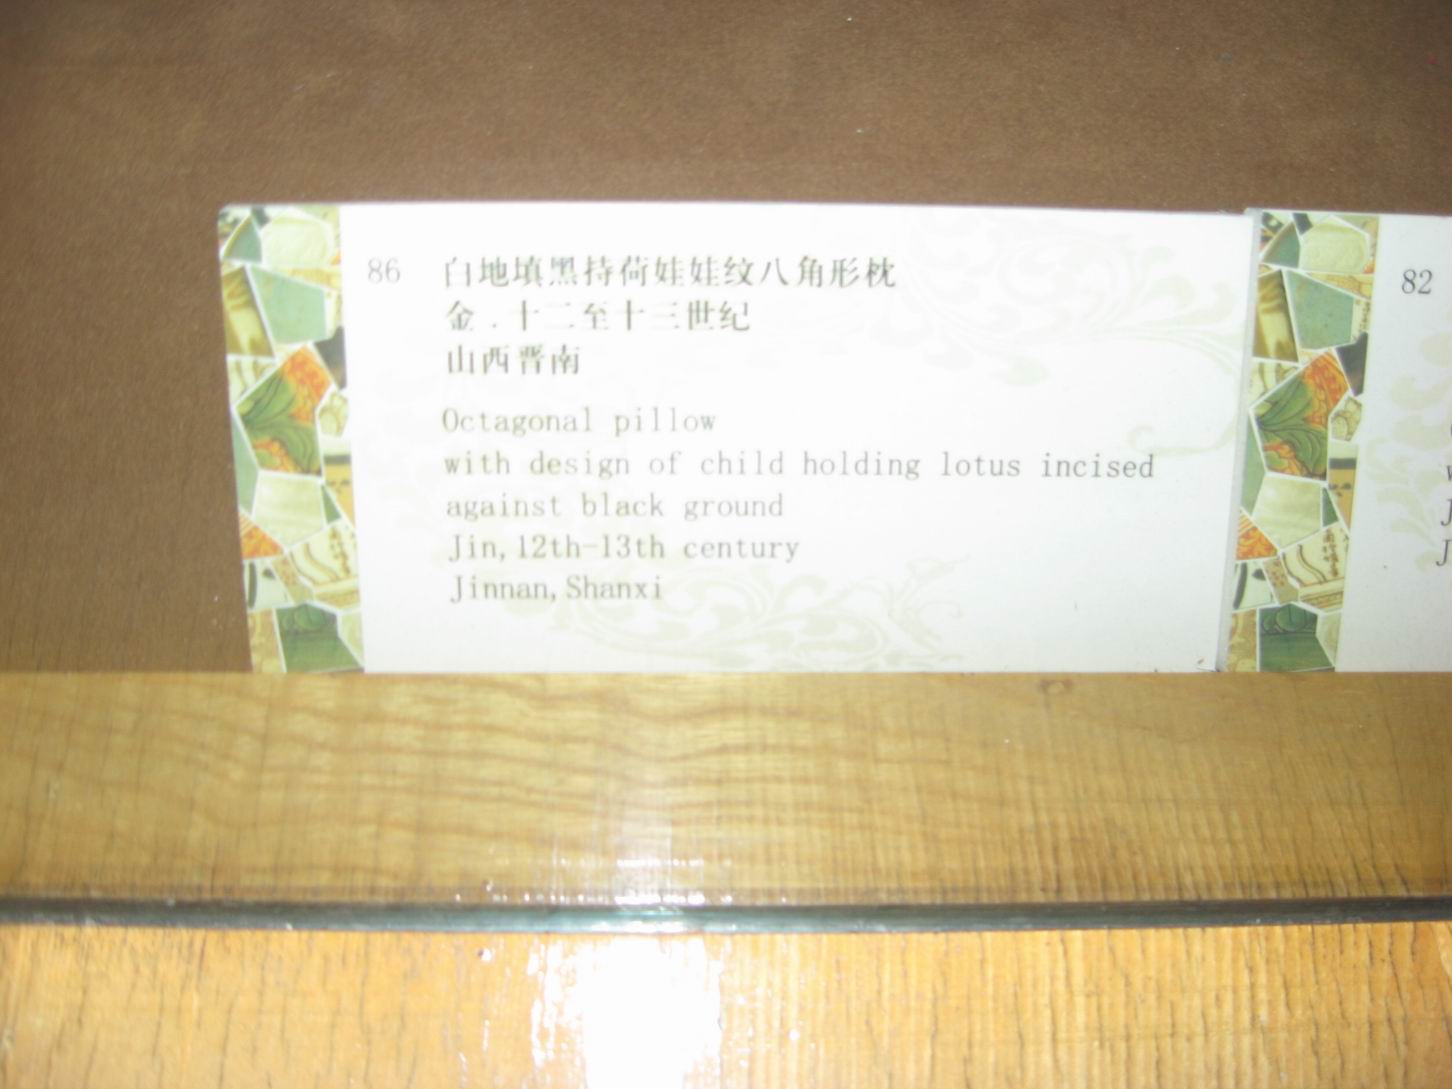 86 白地填黑持荷娃娃纹八角形枕
金.十二至十三世纪
山西晋南
Octagonal pillow
with design of child holding lotus incised
against black ground
Jin,12th-13th century
Jinnan,Shanxi
82